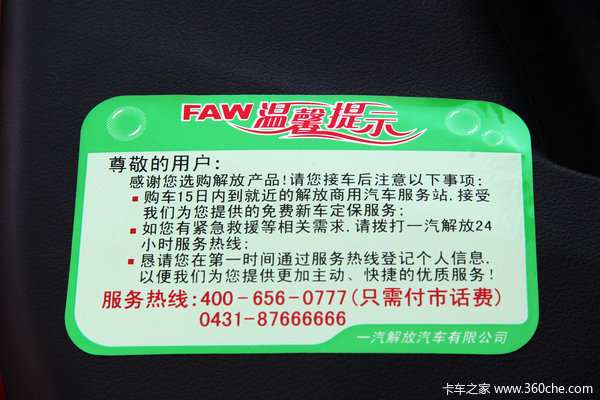 FAW 温馨提示
尊敬的用户:
感谢您选购解放产品!请您接车后注意以下事项:
▪购车15日内到就近的解放商用汽车服务站,接受
我们为您提供的免费新车定保服务;
▪如您有紧急救援等相关需求,请拨打一汽解放24
小时服务热线;
▪恳请您在第一时间通过服务热线登记个人信息,
以便我们为您提供更加主动、快捷的优质服务!
服务热线:400-656-0777(只需付市话费)
0431-87666666
一汽解放汽车有限公司
卡车之家 www.360che.com